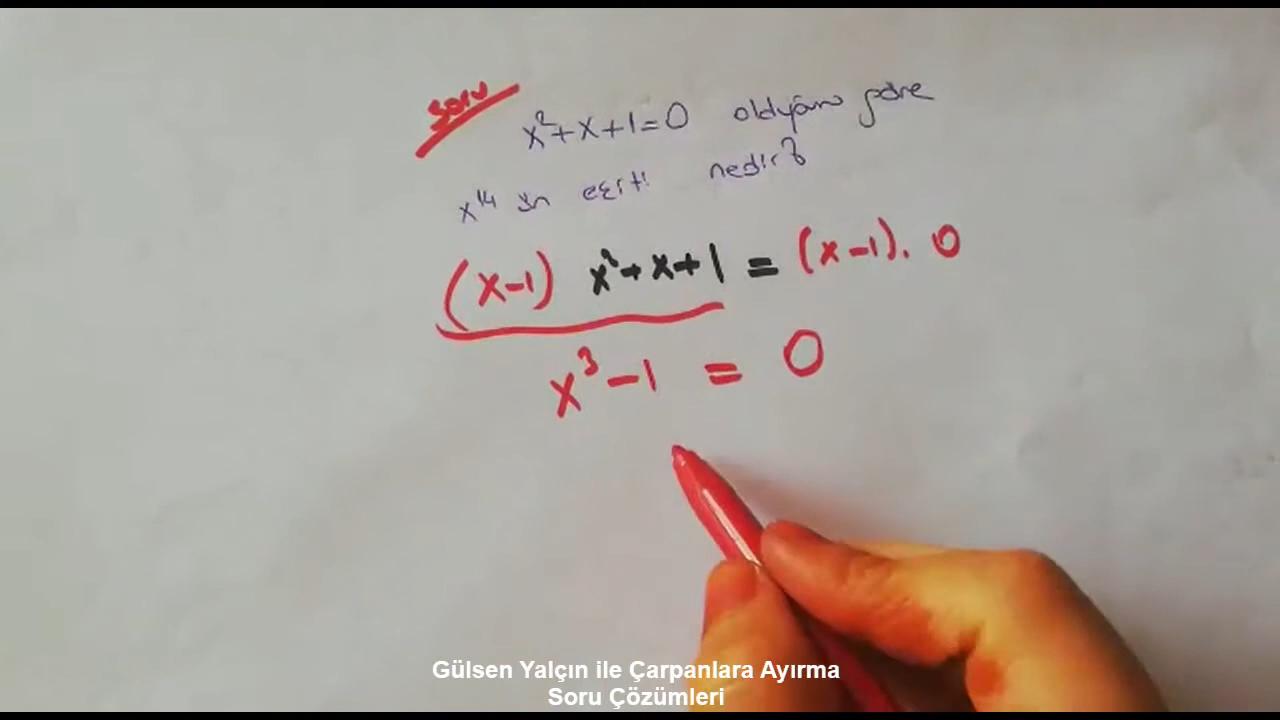 Soru
x²+x+1=0 olduğuna göre
x¹⁴ ün eşiti nedir?
(x-1) x²+x+1 = (x-1). 0
x³-1 = 0
Gülsen Yalçın ile Çarpanlara Ayırma
Soru Çözümleri